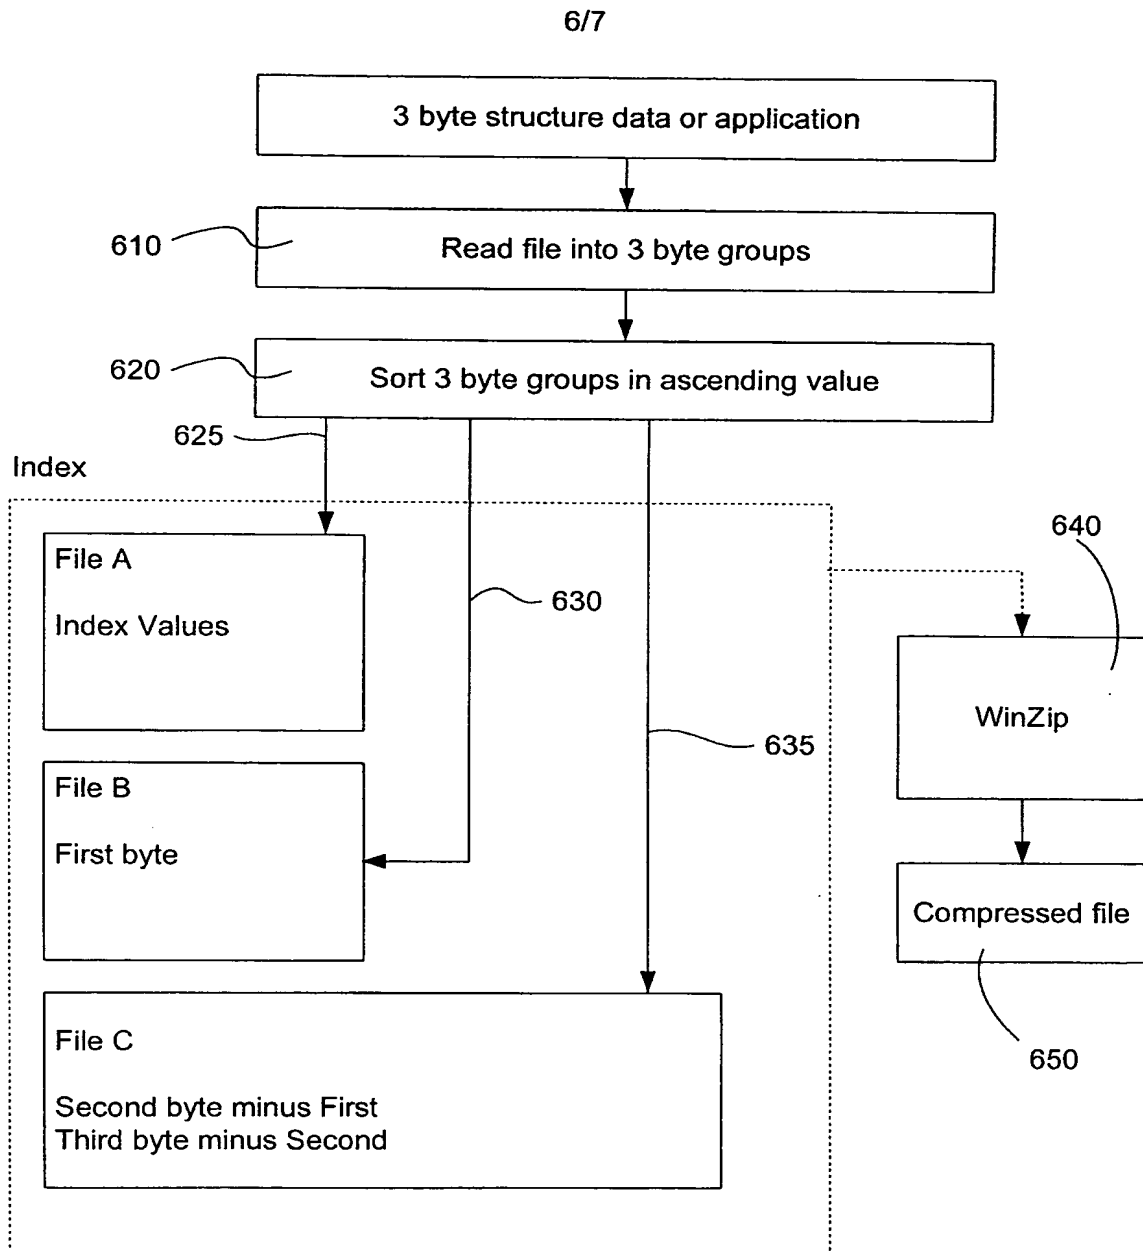 6/7
3 byte structure data or application
610
Read file into 3 byte groups
620
Sort 3 byte groups in ascending value
625
Index
File A
Index Values
630
640
WinZip
635
File B
First byte
Compressed file
650
File C
Second byte minus First
Third byte minus Second